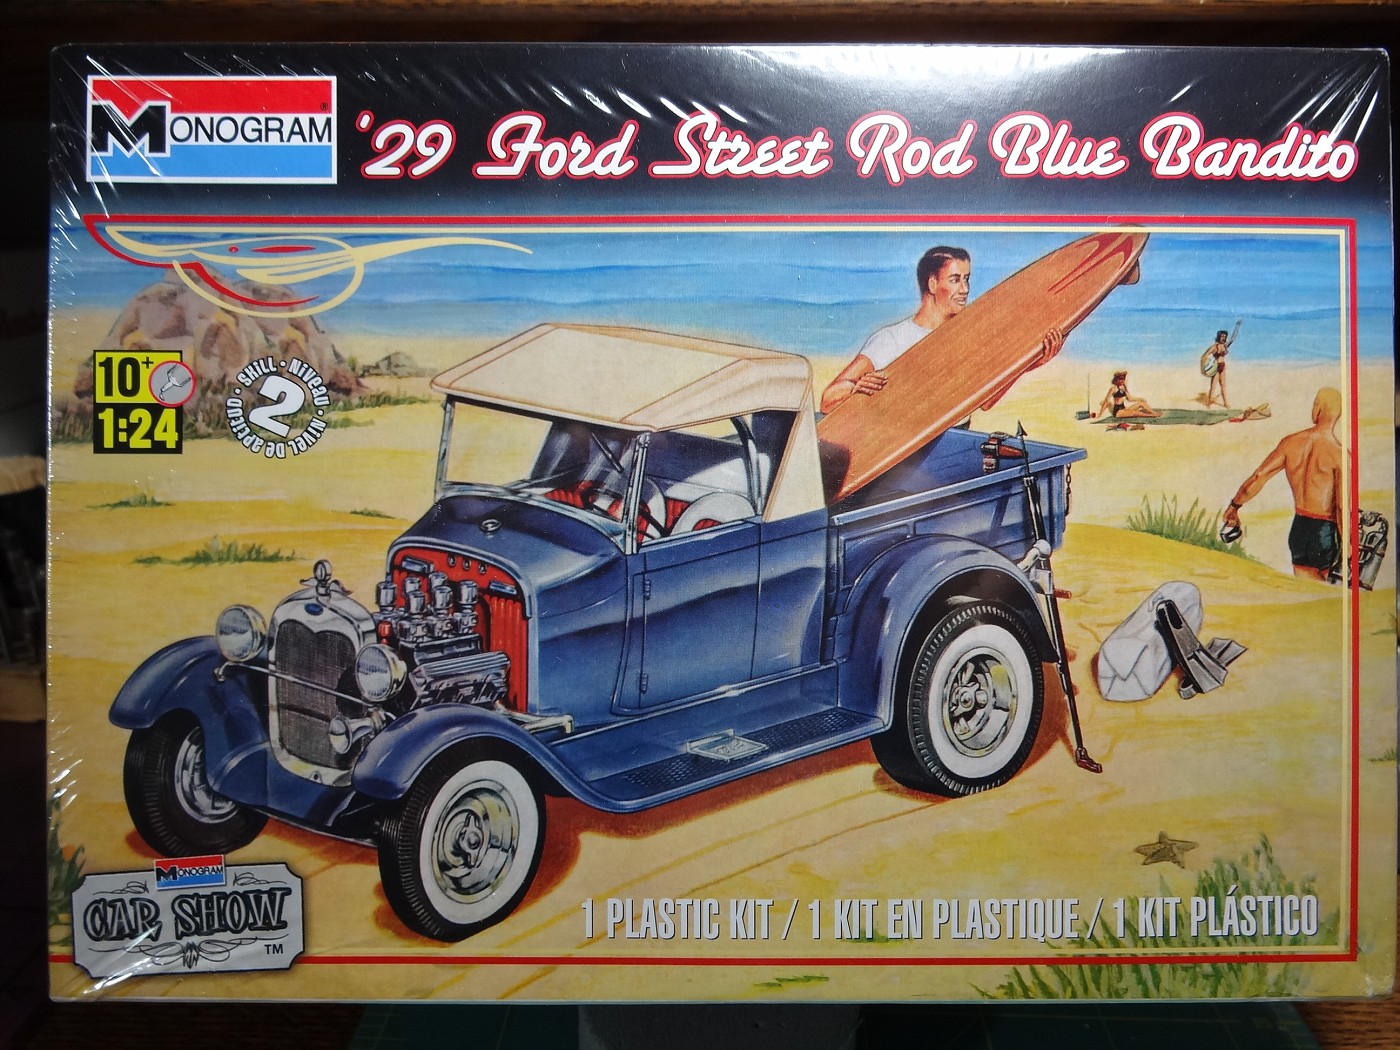 MONOGRAM®
'29 Ford Street Rod Blue Bandito
10+
1:24
SKILL • NIVEAU • NIVEL DE APTITUD •
2
MONOGRAM
CAR SHOW
TM
1 PLASTIC KIT / 1 KIT EN PLASTIQUE / 1 KIT PLÁSTICO